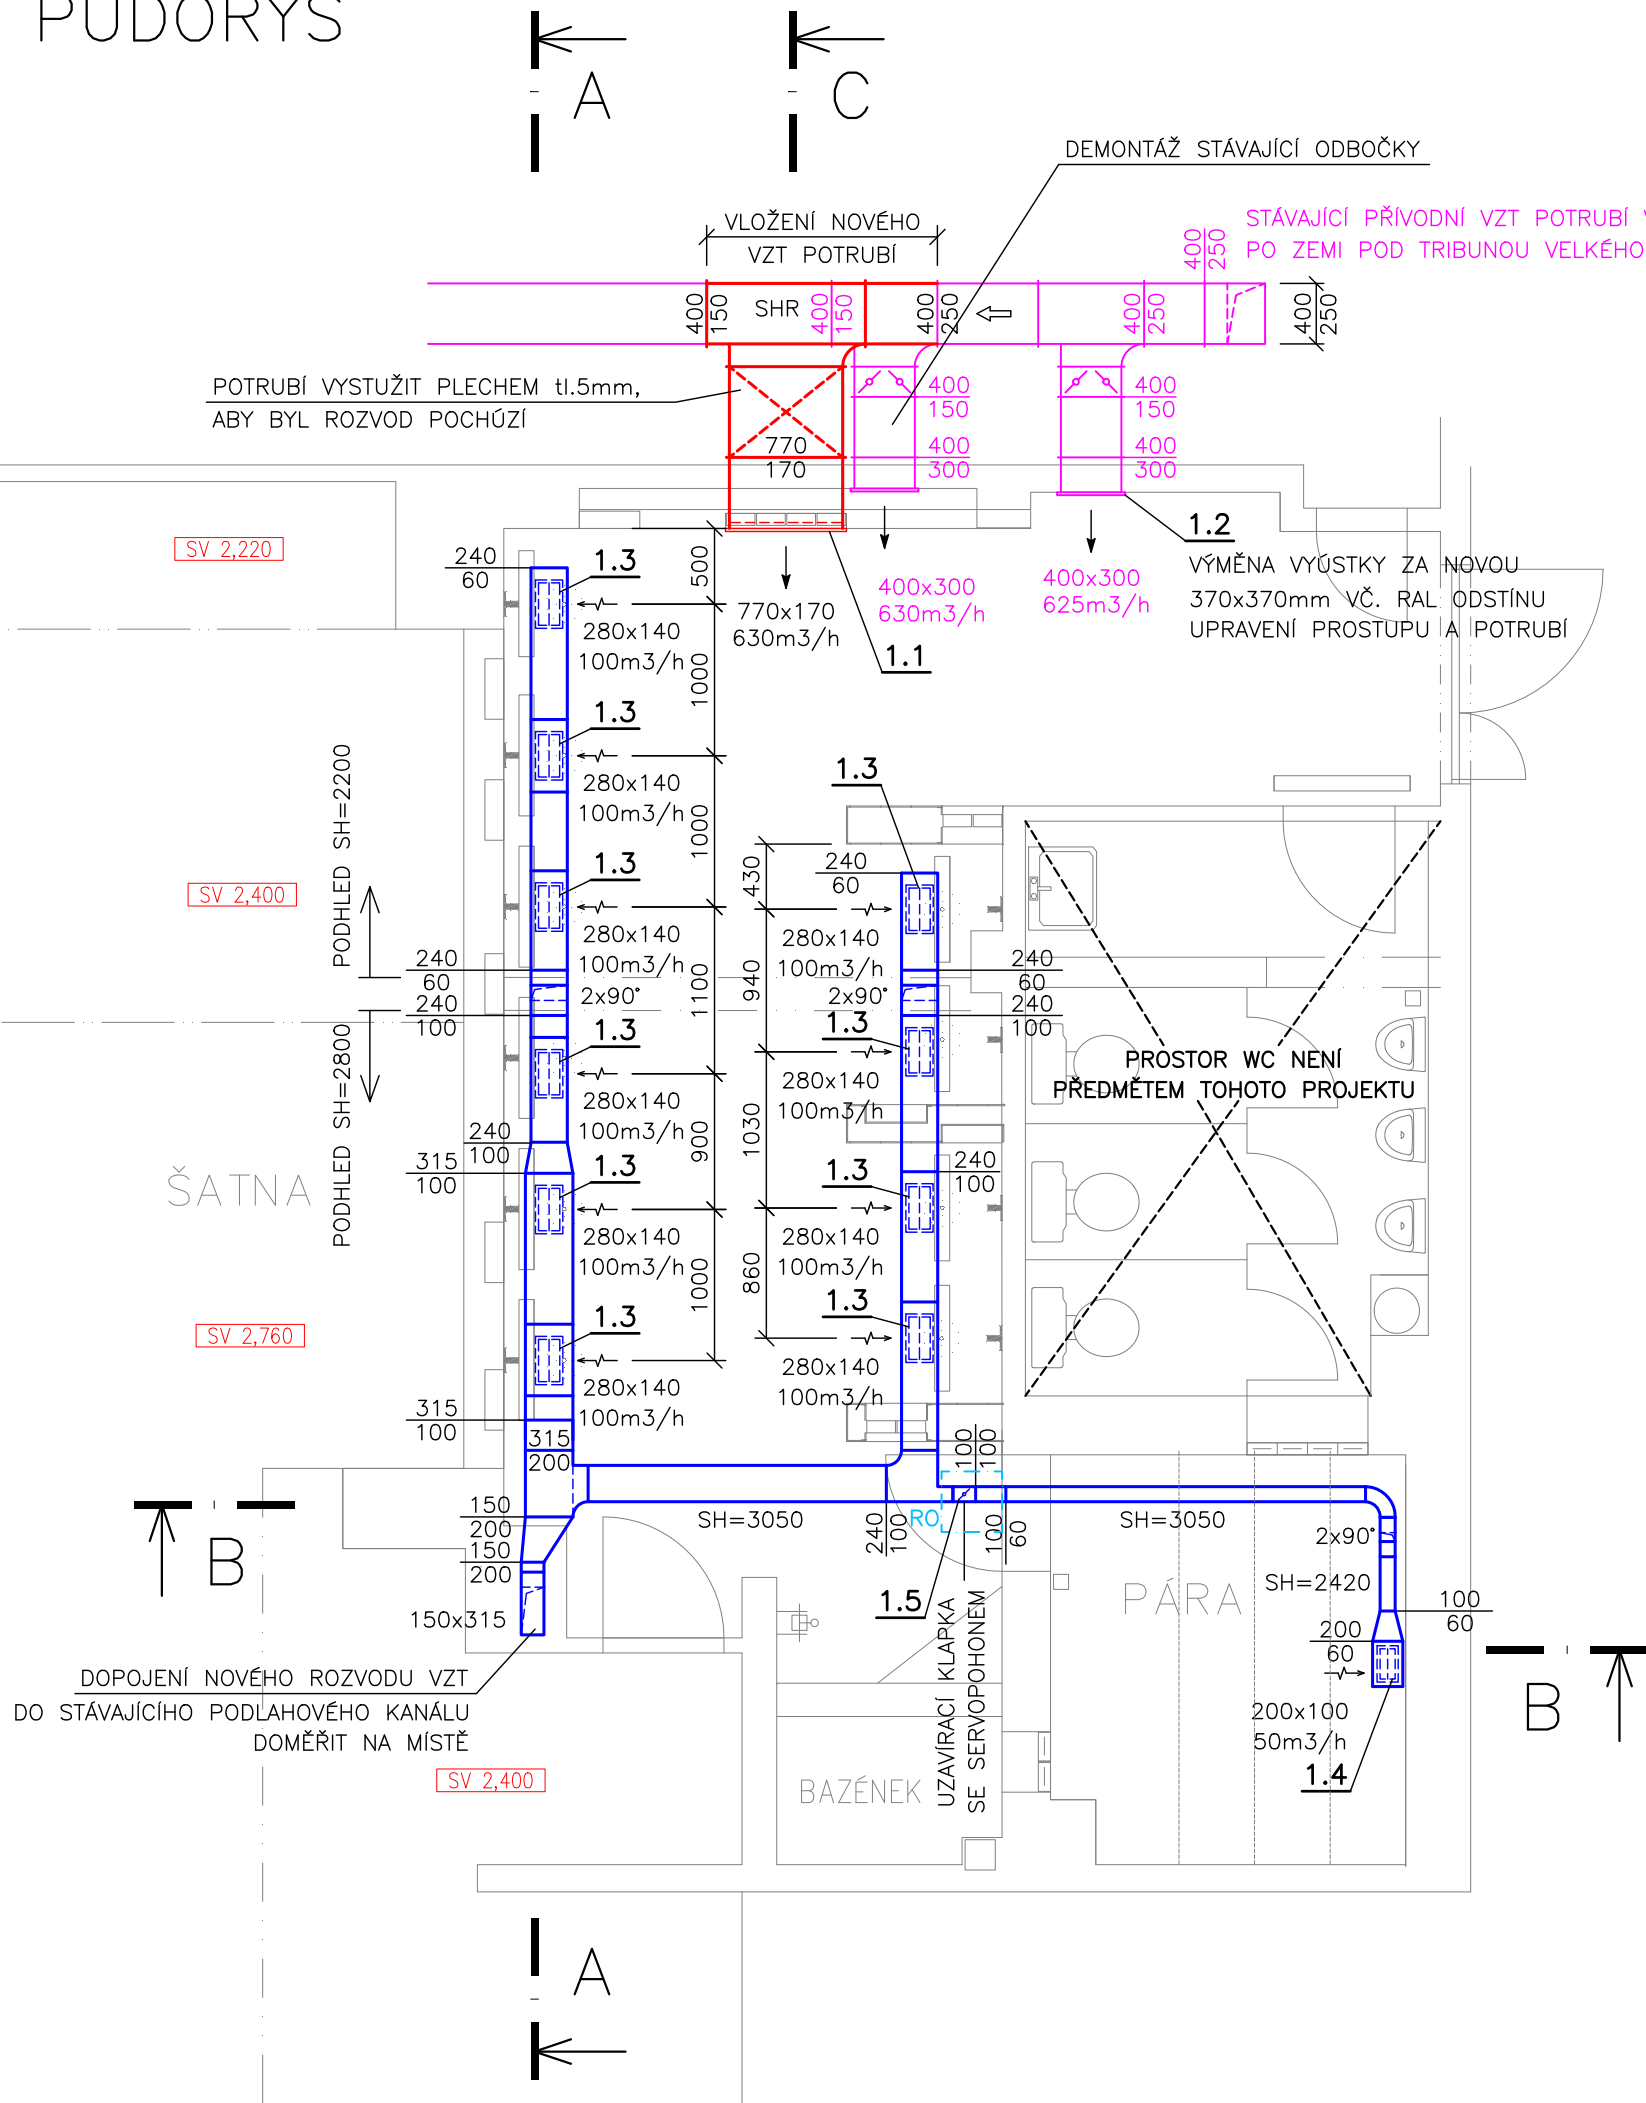 PŮDORYS
A
C
DEMONTÁŽ STÁVAJÍCÍ ODBOČKY
VLOŽENÍ NOVÉHO
VZT POTRUBÍ
STÁVAJÍCÍ PŘÍVODNÍ VZT POTRUBÍ
PO ZEMI POD TRIBUNOU VELKÉHO
400
250
400
150
SHR
400
150
400
250
400
250
400
250
POTRUBÍ VYSTUŽIT PLECHEM tl.5mm,
ABY BYL ROZVOD POCHŮZÍ
400
150
400
150
770
170
400
300
400
300
1.2
VÝMĚNA VYÚSTKY ZA NOVOU
370x370mm VČ. RAL ODSTÍNU
UPRAVENÍ PROSTUPU A POTRUBÍ
SV 2,220
240
60
1.3
500
770x170
630m3/h
400x300
630m3/h
400x300
625m3/h
280x140
100m3/h
1.1
1000
1.3
280x140
100m3/h
1000
PODHLED SH=2200
1.3
1.3
240
60
430
SV 2,400
280x140
100m3/h
280x140
100m3/h
240
60
2x90°
1100
940
2x90°
240
60
240
100
240
100
1.3
1.3
PODHLED SH=2800
280x140
100m3/h
280x140
100m3/h
PROSTOR WC NENÍ
PŘEDMĚTEM TOHOTO PROJEKTU
240
100
900
1030
315
100
1.3
1.3
240
100
ŠATNA
280x140
100m3/h
280x140
100m3/h
1000
860
1.3
1.3
SV 2,760
280x140
100m3/h
280x140
100m3/h
315
100
315
200
100
100
150
200
SH=3050
240
100
RO
100
60
SH=3050
B
150
200
2x90°
SH=2420
150x315
1.5
UZAVÍRACÍ KLAPKA
SE SERVOPOHONEM
PÁRA
100
60
200
60
DOPOJENÍ NOVÉHO ROZVODU VZT
DO STÁVAJÍCÍHO PODLAHOVÉHO KANÁLU
DOMĚŘIT NA MÍSTĚ
200x100
50m3/h
B
SV 2,400
BAZÉNEK
1.4
A